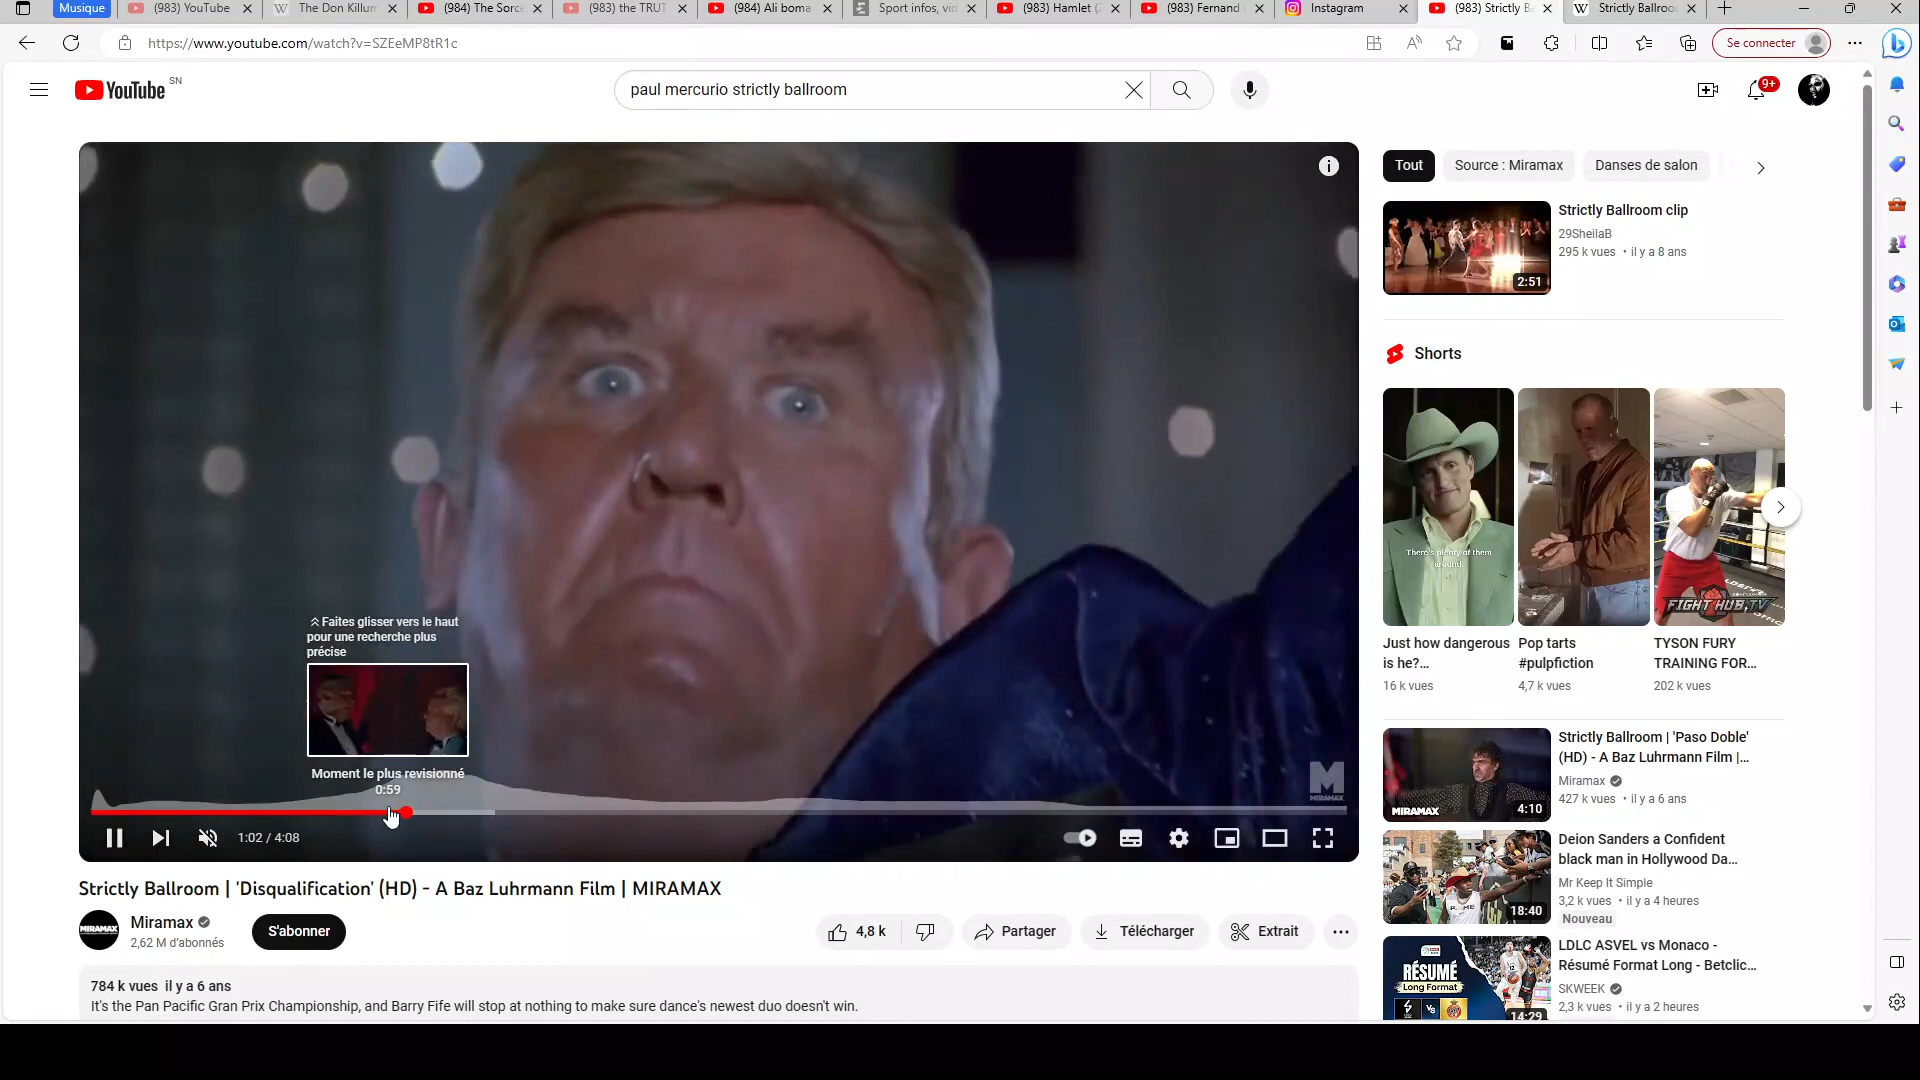 Musique
(983) YouTube
The Don Killum
(984) The Sorc
(983) the TRUT
(984) Ali boma
Sport infos, vid
(983) Hamlet (
(983) Fernand
Instagram
(983) Strictly Ba
Strictly Ballroo
https://www.youtube.com/watch?v=SZEeMP8tR1c
Se connecter
YouTube SN
paul mercurio strictly ballroom
9+
Faites glisser vers le haut
pour une recherche plus
précise
Moment le plus revisionné
0:59
MIRAMAX
1:02 / 4:08
Strictly Ballroom | 'Disqualification' (HD) - A Baz Luhrmann Film | MIRAMAX
MIRAMAX
Miramax
2,62 M d'abonnés
S'abonner
4,8 k
Partager
Télécharger
Extrait
784 k vues il y a 6 ans
It's the Pan Pacific Gran Prix Championship, and Barry Fife will stop at nothing to make sure dance's newest duo doesn't win.
Tout
Source : Miramax
Danses de salon
2:51
Strictly Ballroom clip
29SheilaB
295 k vues • il y a 8 ans
Shorts
There's plenty of them
around.
FIGHT HUB TV
Just how dangerous
is he?...
16 k vues
Pop tarts
#pulpfiction
4,7 k vues
TYSON FURY
TRAINING FOR...
202 k vues
MIRAMAX
4:10
Strictly Ballroom | 'Paso Doble'
(HD) - A Baz Luhrmann Film |...
Miramax
427 k vues • il y a 6 ans
18:40
Deion Sanders a Confident
black man in Hollywood Da...
Mr Keep It Simple
3,2 k vues • il y a 4 heures
Nouveau
RÉSUMÉ
Long Format
VS
14:29
LDLC ASVEL vs Monaco -
Résumé Format Long - Betclic...
SKWEEK
2,3 k vues • il y a 2 heures